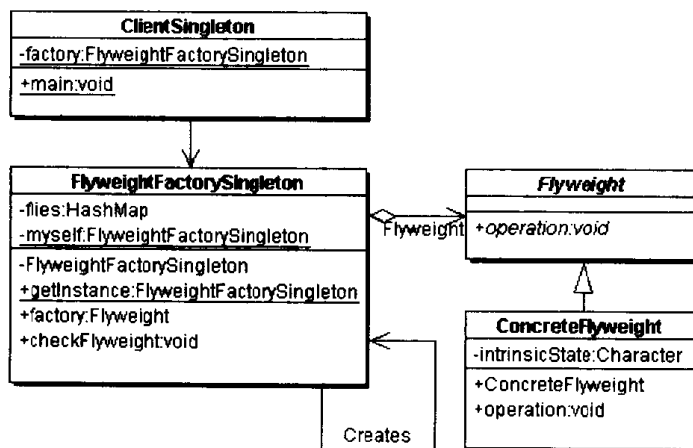 ClientSingleton
-factory:FlyweightFactorySingleton
+main:void
FlyweightFactorySingleton
-flies:HashMap
-myself:FlyweightFactorySingleton
-FlyweightFactorySingleton
+getInstance:FlyweightFactorySingleton
+factory:Flyweight
+checkFlyweight:void
Flyweight
Flyweight
+operation:void
ConcreteFlyweight
-intrinsicState:Character
+ConcreteFlyweight
+operation:void
Creates